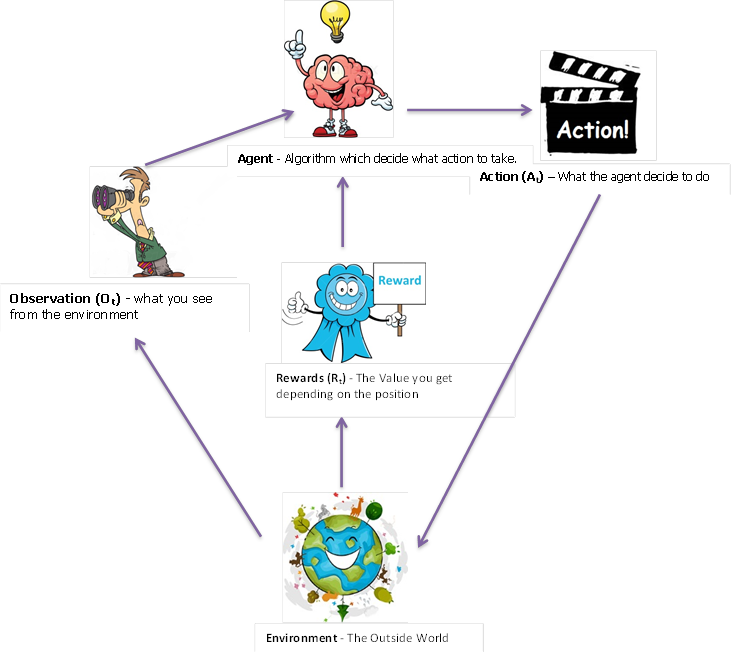 Action!
Agent - Algorithm which decide what action to take.
Action (At) – What the agent decide to do
Reward
Observation (Ot) - what you see
from the environment
Rewards (Rt) - The Value you get
depending on the position
Environment - The Outside World